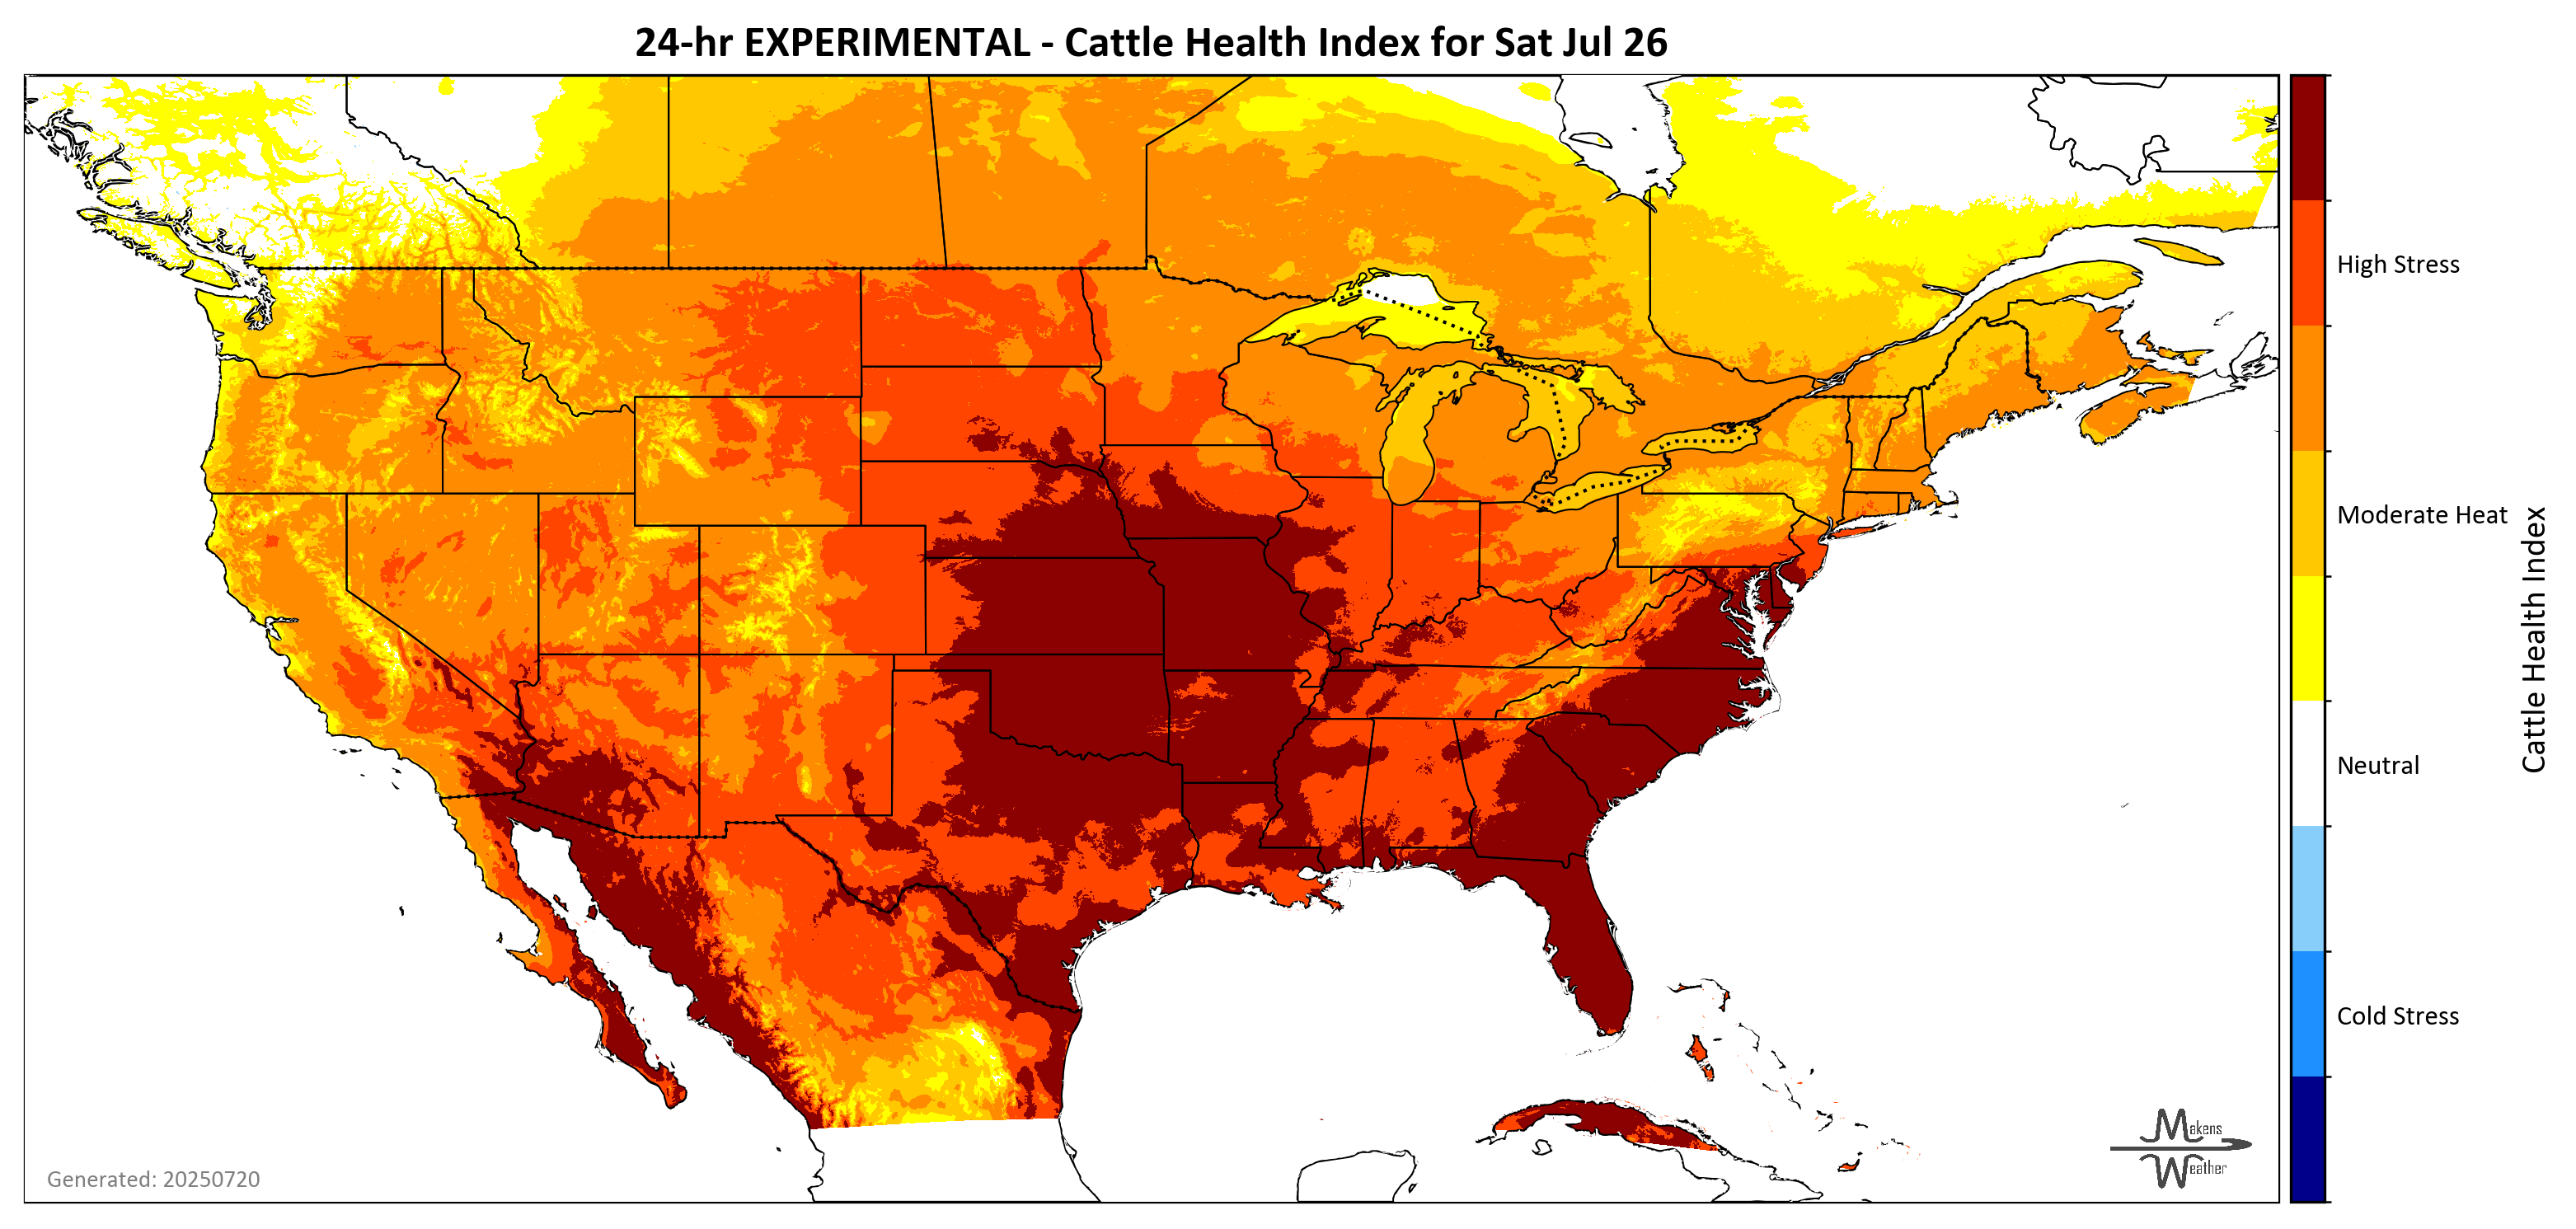 24-hr EXPERIMENTAL - Cattle Health Index for Sat Jul 26
High Stress
Moderate Heat
Neutral
Cold Stress
Cattle Health Index
Generated: 20250720
Makens
Weather